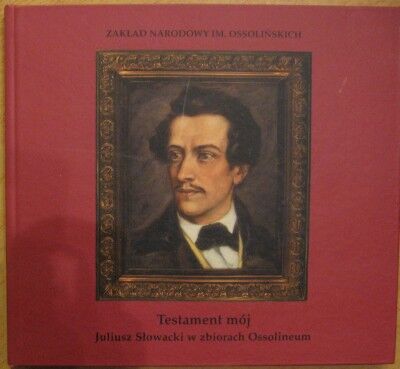 ZAKŁAD NARODOWY IM. OSSOLIŃSKICH
Testament mój
Juliusz Słowacki w zbiorach Ossolineum